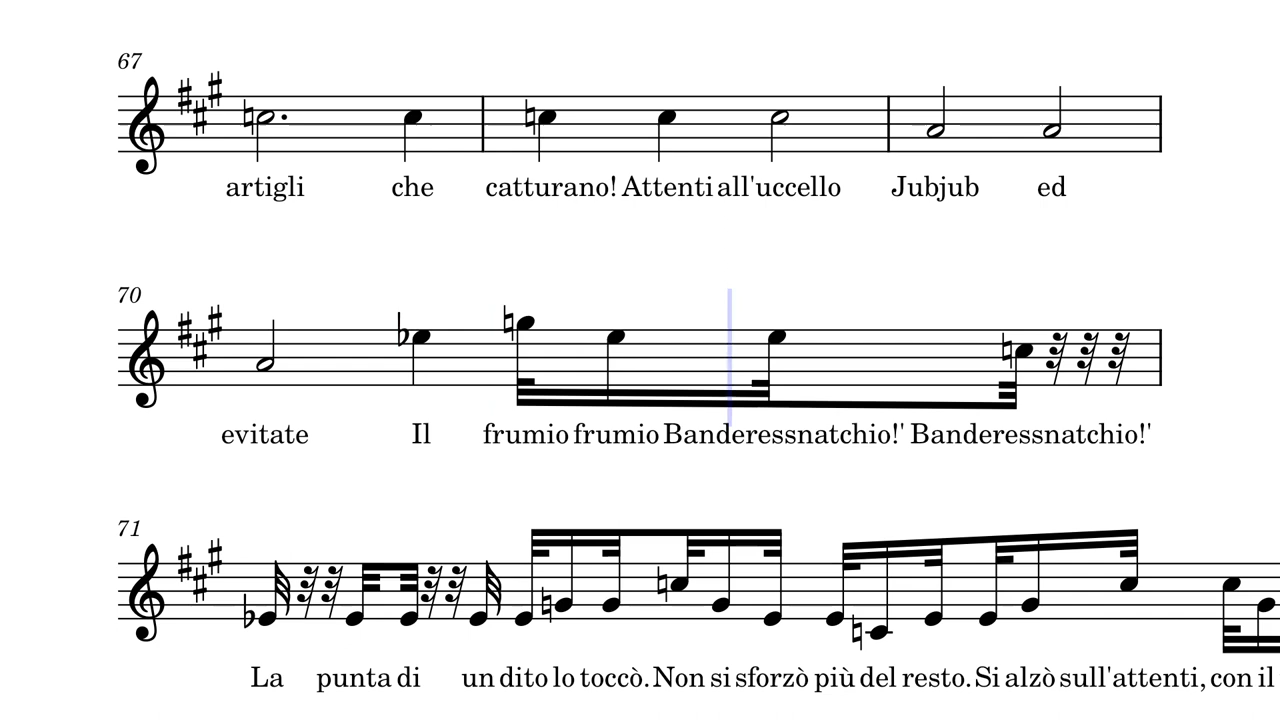 67
artigli che catturano! Attenti all'uccello Jubjub ed
70
evitate Il frumio frumio Banderessnatchio!' Banderessnatchio!'
71
La punta di un dito lo toccò. Non si sforzò più del resto. Si alzò sull'attenti, con il